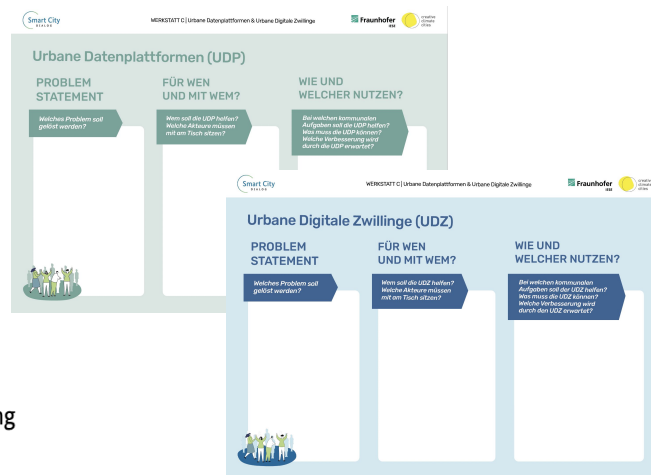 Smart City
DIALOG
WERKSTATT C | Urbane Datenplattformen & Urbane Digitale Zwillinge
Fraunhofer
IESE
creative
climate
cities
Urbane Datenplattformen (UDP)
PROBLEM
STATEMENT
Welches Problem soll
gelöst werden?
FÜR WEN
UND MIT WEM?
Wem soll die UDP helfen?
Welche Akteure müssen
mit am Tisch sitzen?
WIE UND
WELCHER NUTZEN?
Bei welchen kommunalen
Aufgaben soll die UDP helfen?
Was muss die UDP können?
Welche Verbesserung wird
durch die UDP erwartet?
Smart City
DIALOG
WERKSTATT C | Urbane Datenplattformen & Urbane Digitale Zwillinge
Fraunhofer
IESE
creative
climate
cities
Urbane Digitale Zwillinge (UDZ)
PROBLEM
STATEMENT
Welches Problem soll
gelöst werden?
FÜR WEN
UND MIT WEM?
Wem soll die UDZ helfen?
Welche Akteure müssen
mit am Tisch sitzen?
WIE UND
WELCHER NUTZEN?
Bei welchen kommunalen
Aufgaben soll der UDZ helfen?
Was muss die UDZ können?
Welche Verbesserung wird
durch den UDZ erwartet?
ng